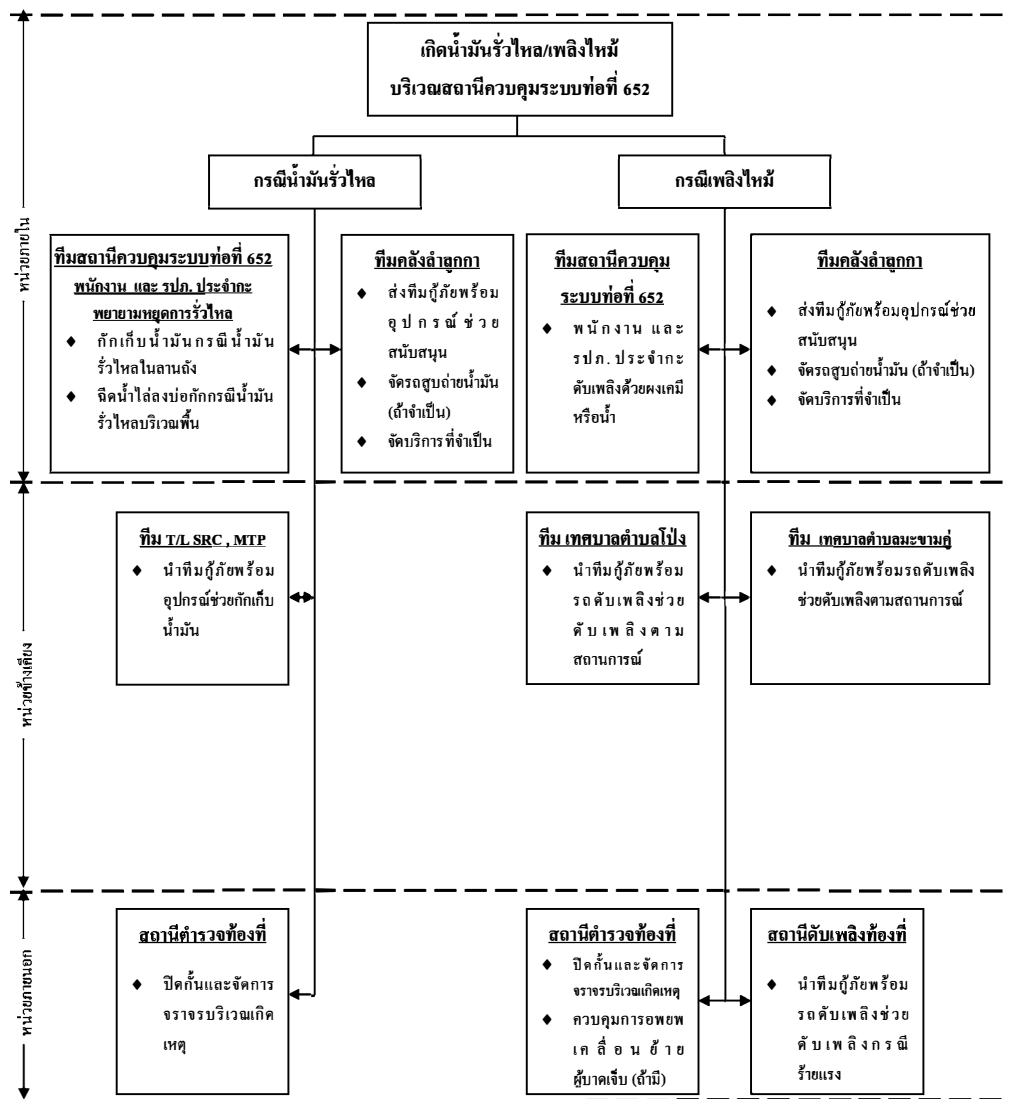 เกิดน้ำมันรั่วไหล/เพลิงไหม้
บริเวณสถานีควบคุมระบบท่อที่ 652
กรณีน้ำมันรั่วไหล
กรณีเพลิงไหม้
หน่วยภายใน
ทีมสถานีควบคุมระบบท่อที่ 652
พนักงาน และ รปภ. ประจำกะ
พยายามหยุดการรั่วไหล
♦ กักเก็บน้ำมันกรณีน้ำมัน
รั่วไหลในลานถัง
♦ ฉีดน้ำไล่ลงบ่อกักกรณีน้ำมัน
รั่วไหลบริเวณพื้น
ทีมคลังลำลูกกา
♦ ส่งทีมกู้ภัยพร้อม
อุปกรณ์ช่วย
สนับสนุน
♦ จัดรถสูบถ่ายน้ำมัน
(ถ้าจำเป็น)
♦ จัดบริการที่จำเป็น
ทีมสถานีควบคุม
ระบบท่อที่ 652
♦ พนักงาน และ
รปภ. ประจำกะ
ดับเพลิงด้วยผงเคมี
หรือน้ำ
ทีมคลังลำลูกกา
♦ ส่งทีมกู้ภัยพร้อมอุปกรณ์ช่วย
สนับสนุน
♦ จัดรถสูบถ่ายน้ำมัน (ถ้าจำเป็น)
♦ จัดบริการที่จำเป็น
หน่วยข้างเคียง
ทีม T/L SRC , MTP
♦ นำทีมกู้ภัยพร้อม
อุปกรณ์ช่วยกักเก็บ
น้ำมัน
ทีม เทศบาลตำบลโป่ง
♦ นำทีมกู้ภัยพร้อม
รถดับเพลิงช่วย
ดับเพลิงตาม
สถานการณ์
ทีม เทศบาลตำบลมะขามคู่
♦ นำทีมกู้ภัยพร้อมรถดับเพลิง
ช่วยดับเพลิงตามสถานการณ์
หน่วยภายนอก
สถานีตำรวจท้องที่
♦ ปิดกั้นและจัดการ
จราจรบริเวณเกิด
เหตุ
สถานีตำรวจท้องที่
♦ ปิดกั้นและจัดการ
จราจรบริเวณเกิดเหตุ
♦ ควบคุมการอพยพ
เคลื่อนย้าย
ผู้บาดเจ็บ (ถ้ามี)
สถานีดับเพลิงท้องที่
♦ นำทีมกู้ภัยพร้อม
รถดับเพลิงช่วย
ดับเพลิงกรณี
ร้ายแรง